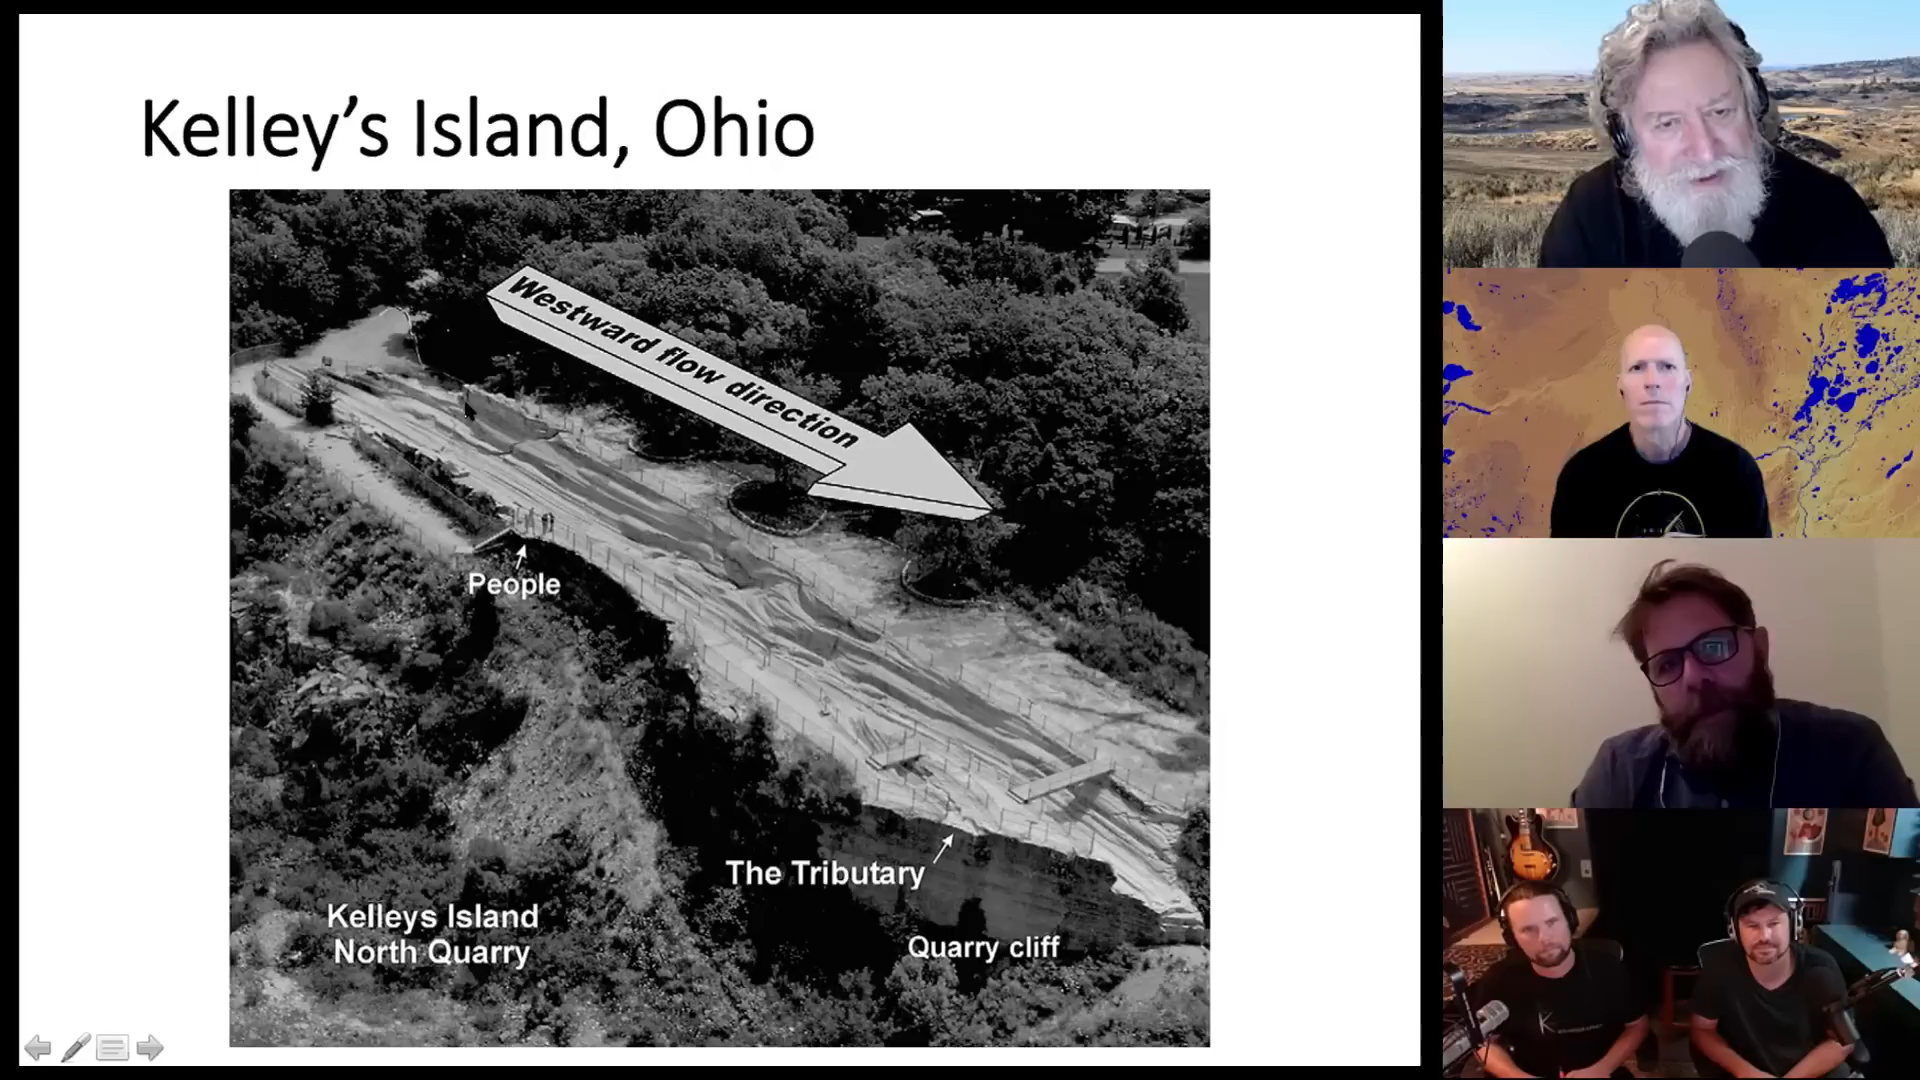 Kelley’s Island, Ohio
Westward flow direction
People
The Tributary
Kelleys Island
North Quarry
Quarry cliff